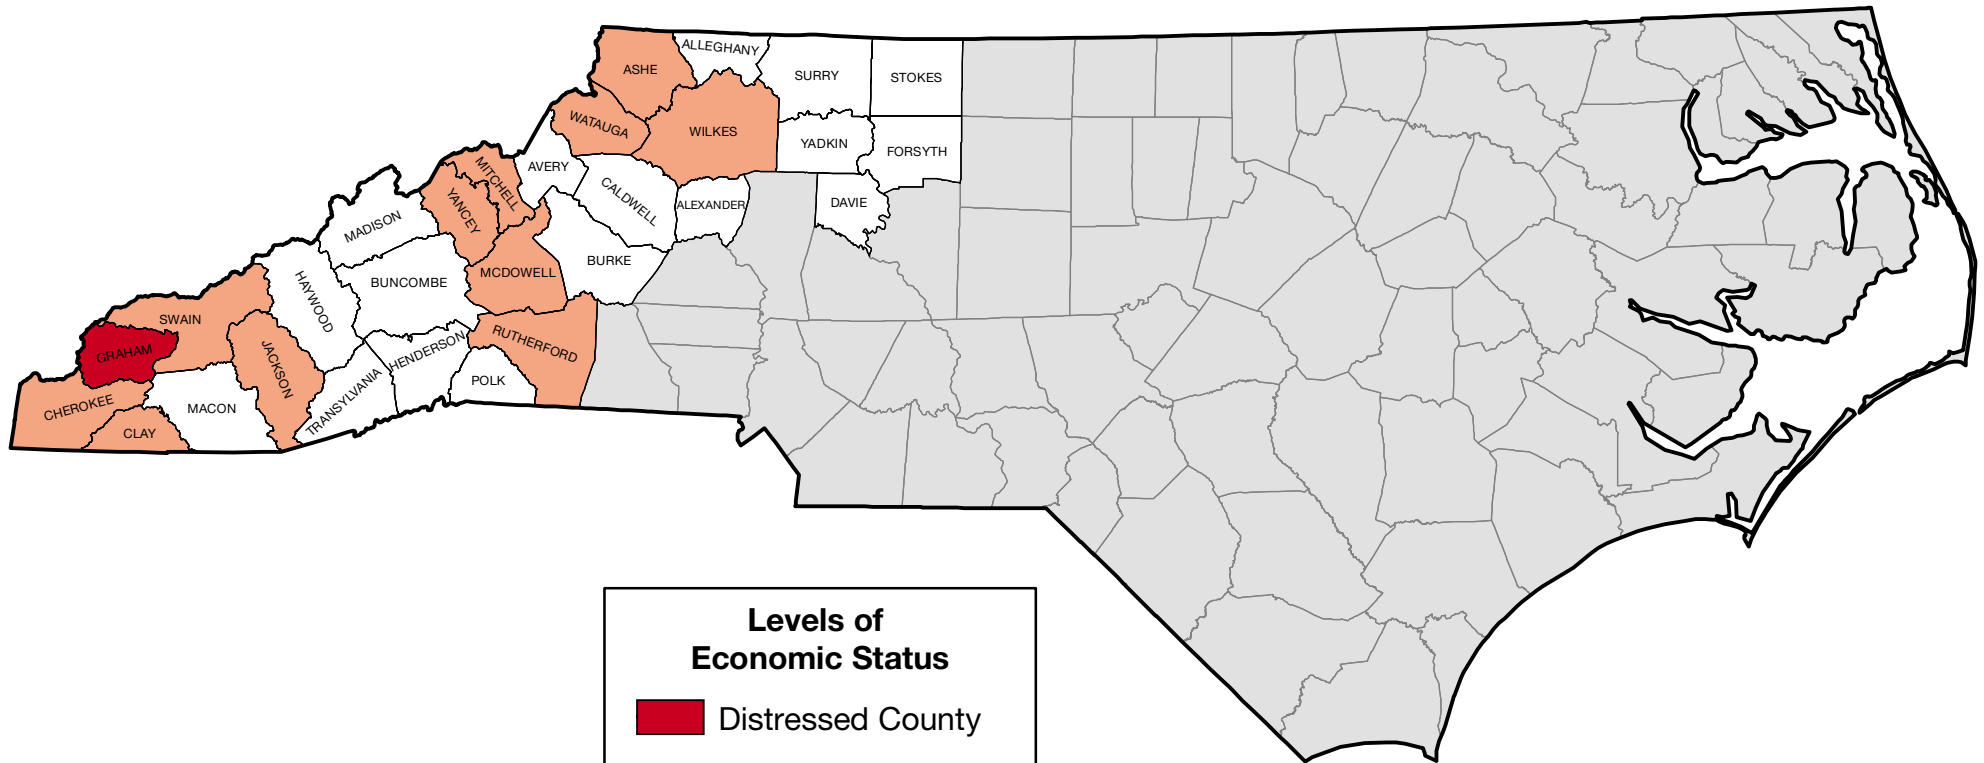 ALLEGHANY
ASHE
SURRY
STOKES
WATAUGA
WILKES
YADKIN
FORSYTH
MITCHELL
AVERY
CALDWELL
ALEXANDER
DAVIE
YANCEY
MADISON
BURKE
MCDOWELL
BUNCOMBE
HAYWOOD
SWAIN
RUTHERFORD
HENDERSON
GRAHAM
JACKSON
POLK
TRANSYLVANIA
CHEROKEE
MACON
CLAY
Levels of
Economic Status
Distressed County